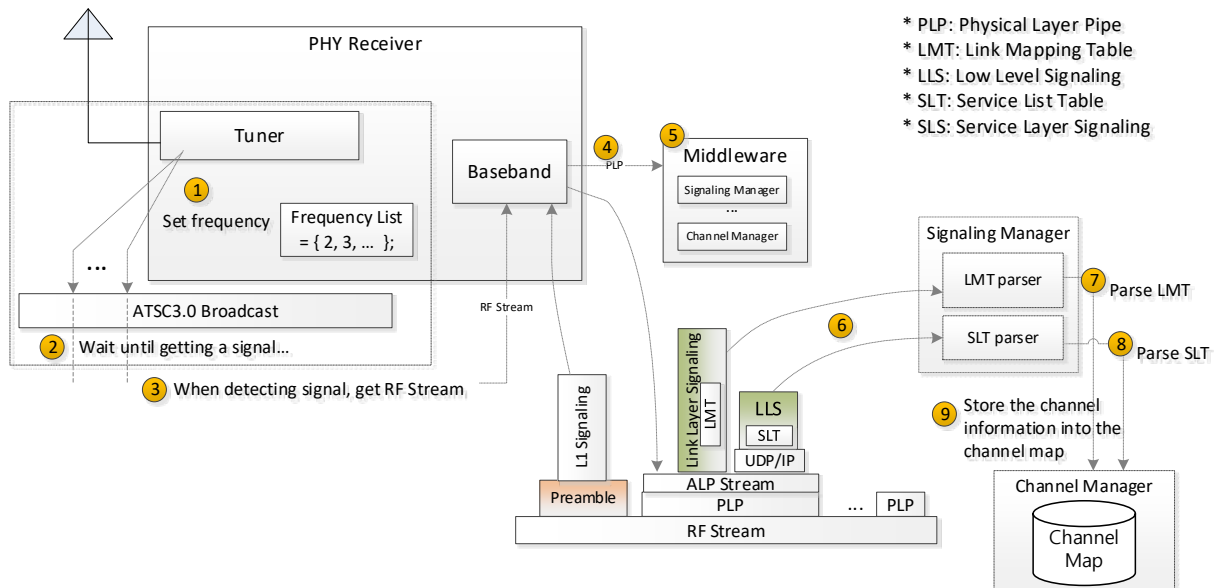 PHY Receiver
Tuner
1
Set frequency
Frequency List
= { 2, 3, ... };
...
ATSC3.0 Broadcast
2 Wait until getting a signal...
3 When detecting signal, get RF Stream
Baseband
RF Stream
4
PLP
5
Middleware
Signaling Manager
...
Channel Manager
* PLP: Physical Layer Pipe
* LMT: Link Mapping Table
* LLS: Low Level Signaling
* SLT: Service List Table
* SLS: Service Layer Signaling
Signaling Manager
LMT parser
SLT parser
6
7 Parse LMT
8 Parse SLT
9 Store the channel
information into the
channel map
Channel Manager
Channel
Map
L1 Signaling
Preamble
Link Layer Signaling
LMT
LLS
SLT
UDP/IP
ALP Stream
PLP
...
PLP
RF Stream